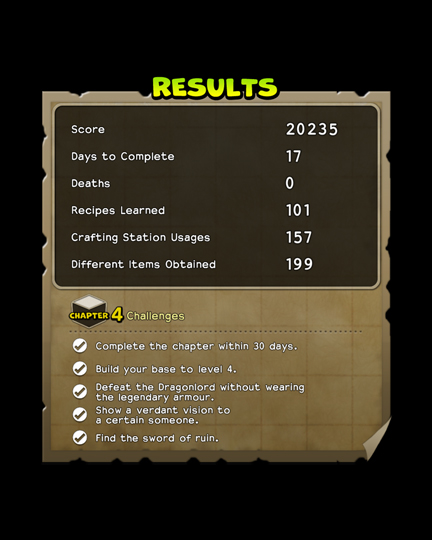 RESULTS
Score 20235
Days to Complete 17
Deaths 0
Recipes Learned 101
Crafting Station Usages 157
Different Items Obtained 199
CHAPTER 4 Challenges
Complete the chapter within 30 days.
Build your base to level 4.
Defeat the Dragonlord without wearing
the legendary armour.
Show a verdant vision to
a certain someone.
Find the sword of ruin.